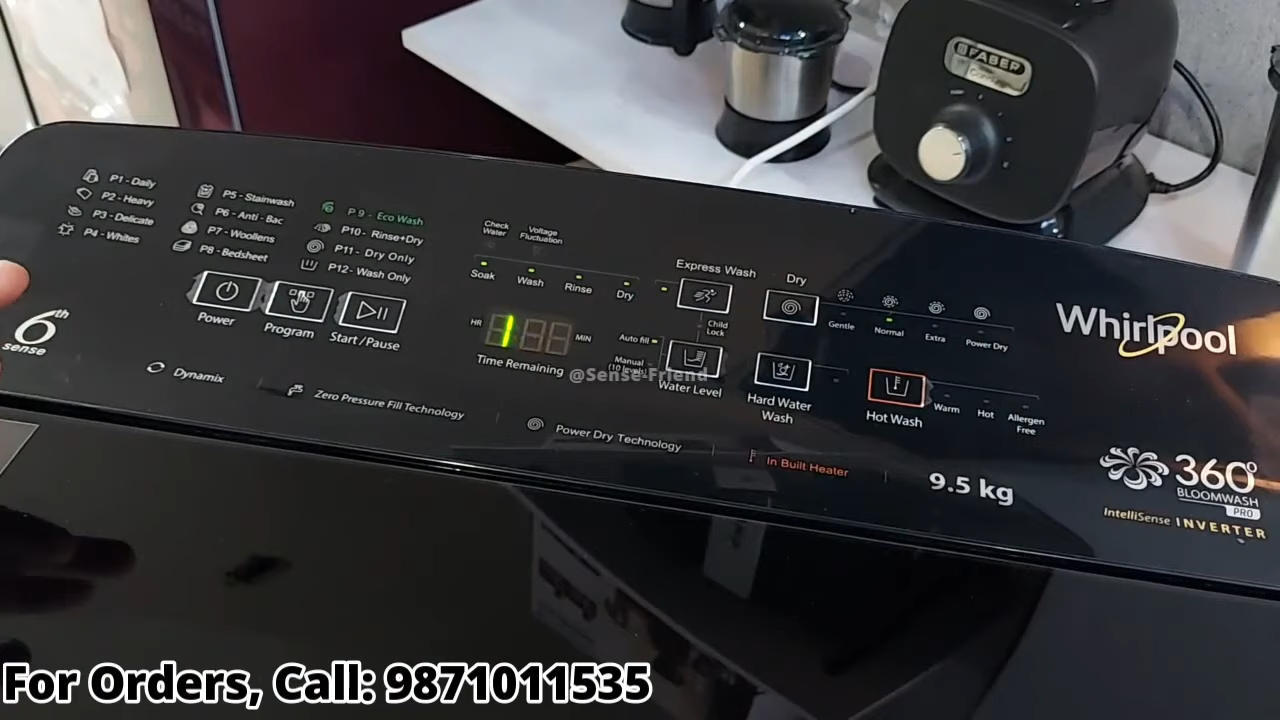 BFABER
P1 - Daily
P2 - Heavy
P3 - Delicate
P4 - Whites
P5 - Stainwash
P6 - Anti - Bac
P7 - Woollens
P8 - Bedsheet
P 9 - Eco Wash
P10 - Rinse+Dry
P11 - Dry Only
P12 - Wash Only
Check
Water
Voltage
Fluctuation
Soak
Wash
Rinse
Dry
Express Wash
Dry
Gentle
Normal
Extra
Power Dry
Whirlpool
6th
sense
Power
Program
Start/Pause
HR
1
MIN
Time Remaining
Child
Lock
Auto fill
Manual
(10 levels)
Water Level
@Sense-Friend
Hard Water
Wash
Hot Wash
Warm
Hot
Allergen
Free
Dynamix
Zero Pressure Fill Technology
Power Dry Technology
In Built Heater
9.5 kg
360°
BLOOMWASH
PRO
IntelliSense INVERTER
For Orders, Call: 9871011535